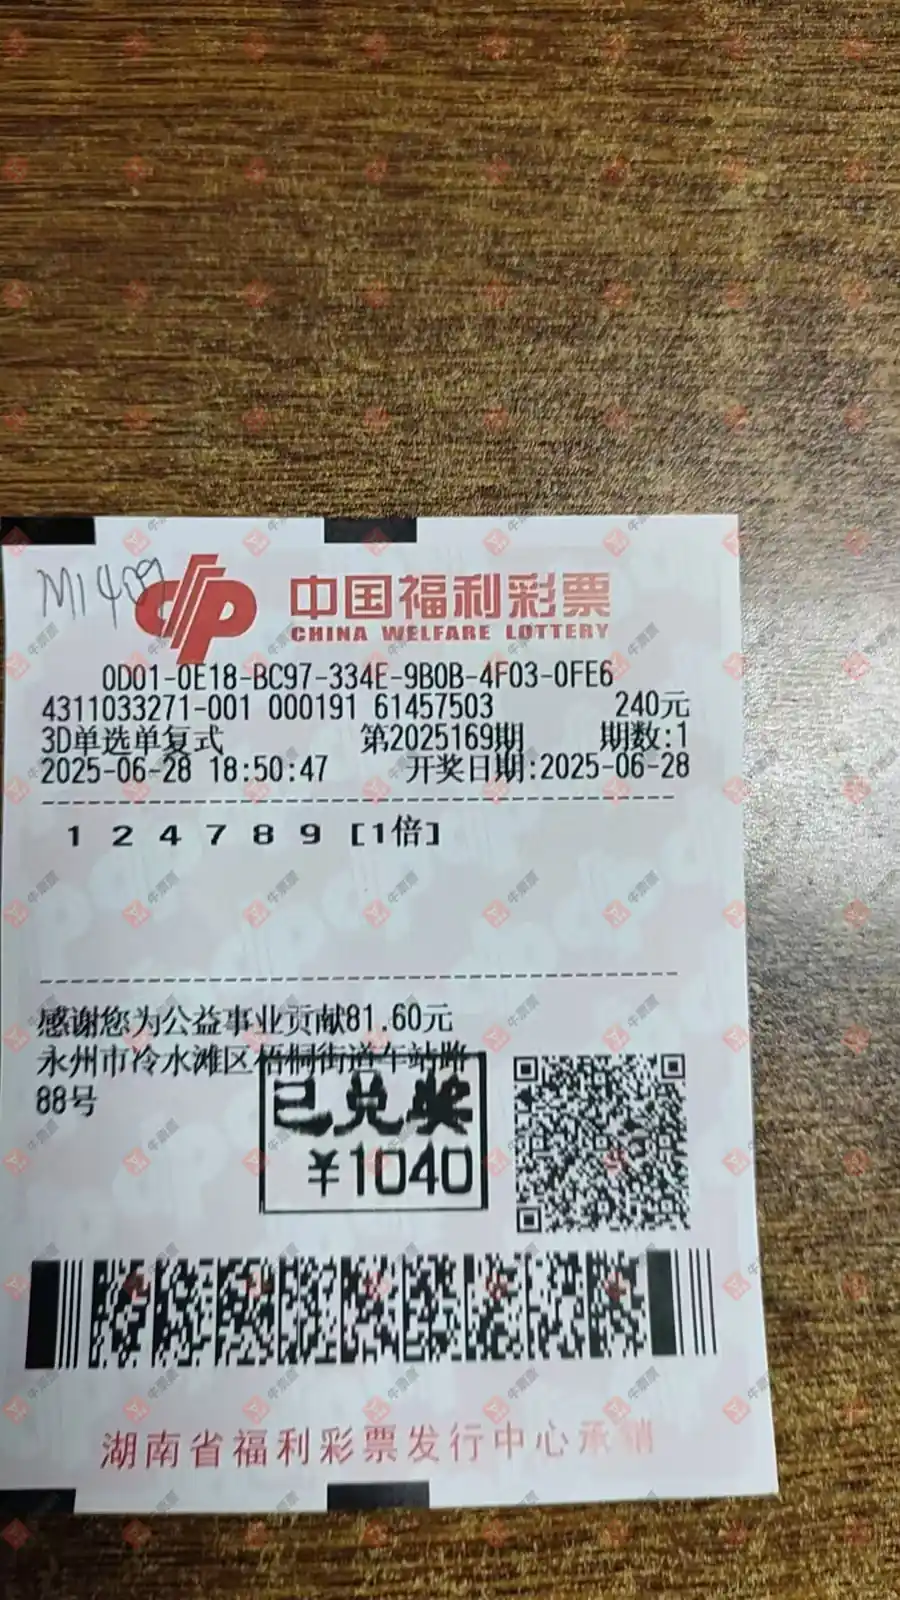 M1409
中国福利彩票
CHINA WELFARE LOTTERY
0D01-0E18-BC97-334E-9B0B-4F03-0FE6
4311033271-001 000191 61457503 240元
3D单选单复式 第2025169期 期数:1
2025-06-28 18:50:47 开奖日期:2025-06-28
1 2 4 7 8 9 [1倍]
感谢您为公益事业贡献81.60元
永州市冷水滩区梧桐街道车站路
88号
已兑奖
￥1040
湖南省福利彩票发行中心承销
牛票票